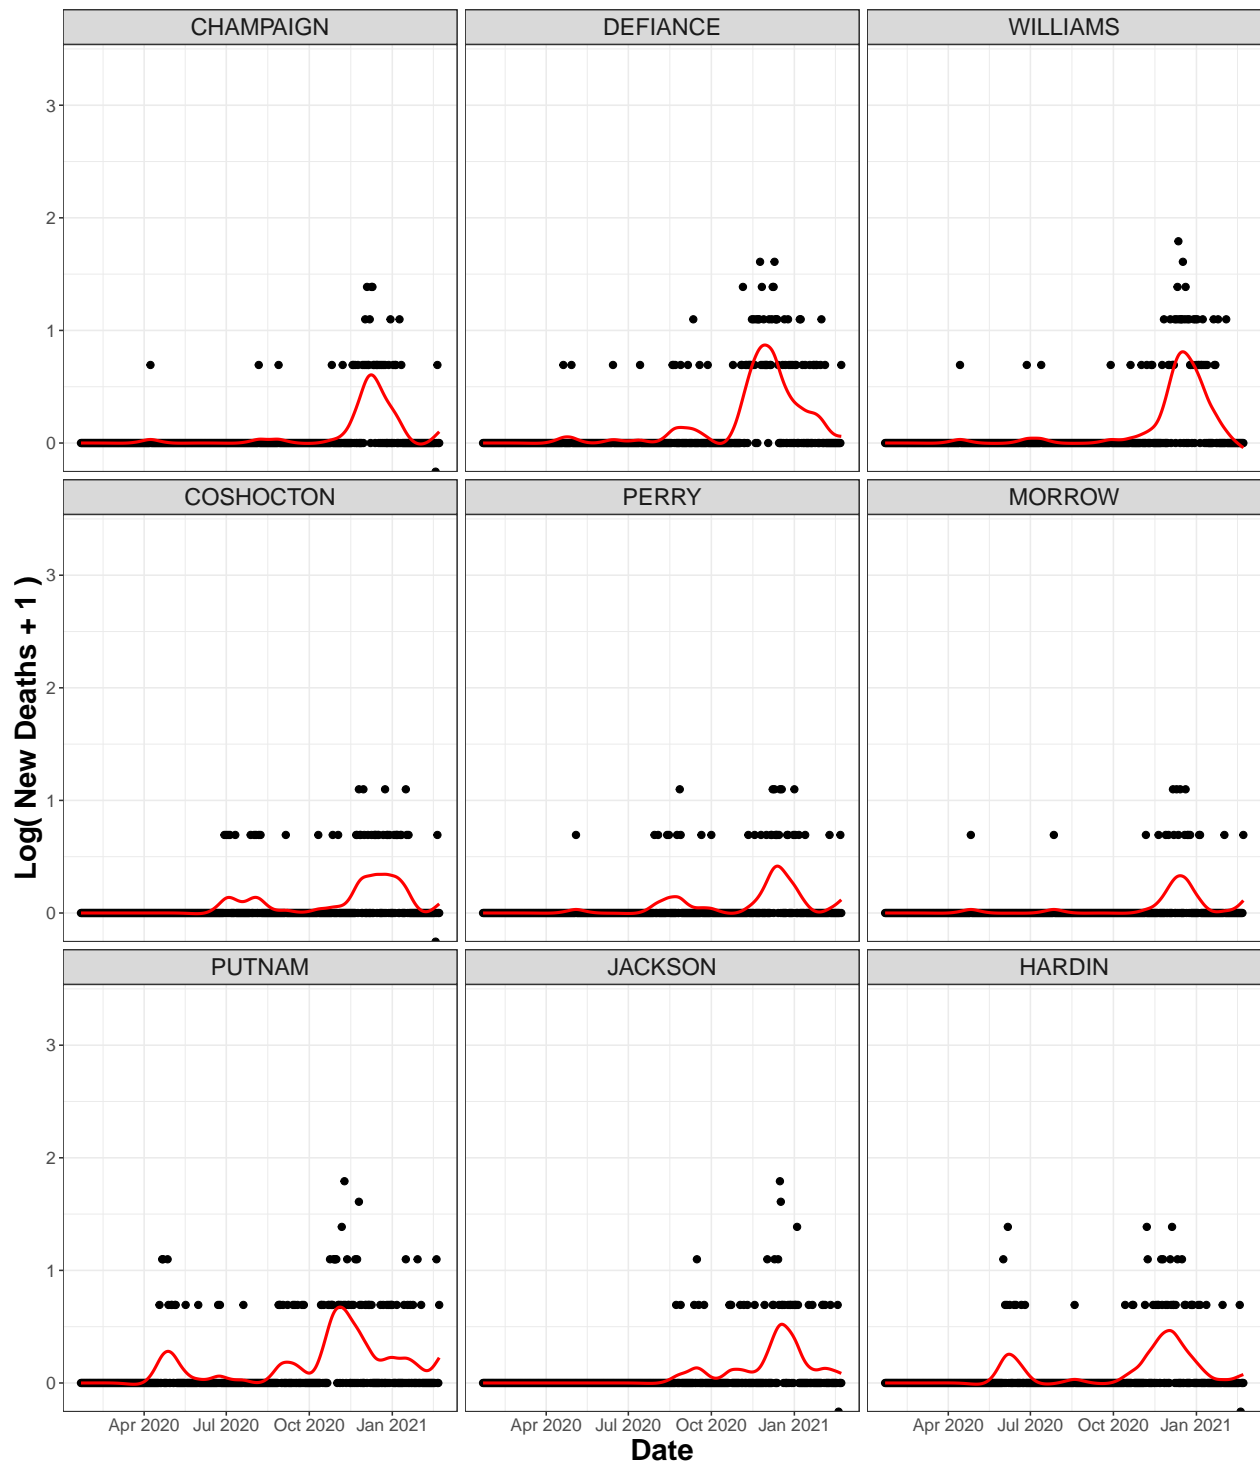 CHAMPAIGN DEFIANCE WILLIAMS
3
2
1
0
COSHOCTON PERRY MORROW
3
2
1
0
Log( New Deaths + 1 )
PUTNAM JACKSON HARDIN
3
2
1
0
Apr 2020 Jul 2020 Oct 2020 Jan 2021 Apr 2020 Jul 2020 Oct 2020 Jan 2021 Apr 2020 Jul 2020 Oct 2020 Jan 2021
Date